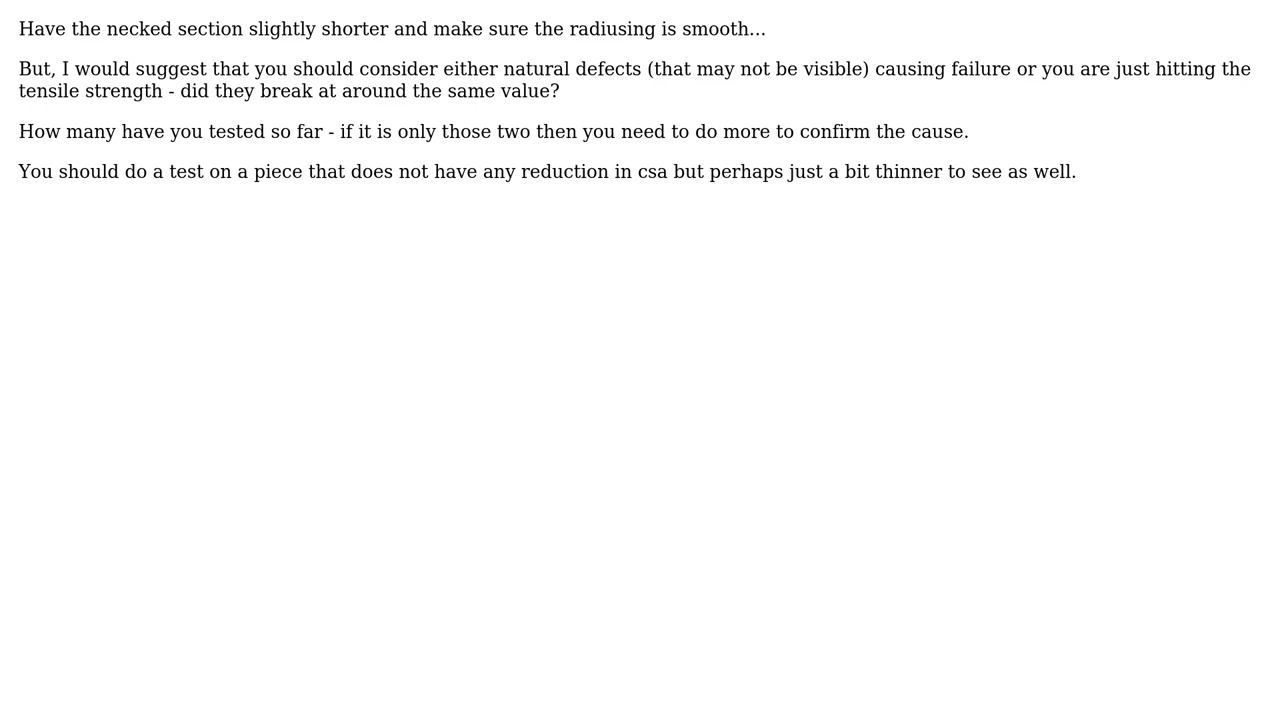 Have the necked section slightly shorter and make sure the radiusing is smooth...
But, I would suggest that you should consider either natural defects (that may not be visible) causing failure or you are just hitting the
tensile strength - did they break at around the same value?
How many have you tested so far - if it is only those two then you need to do more to confirm the cause.
You should do a test on a piece that does not have any reduction in csa but perhaps just a bit thinner to see as well.